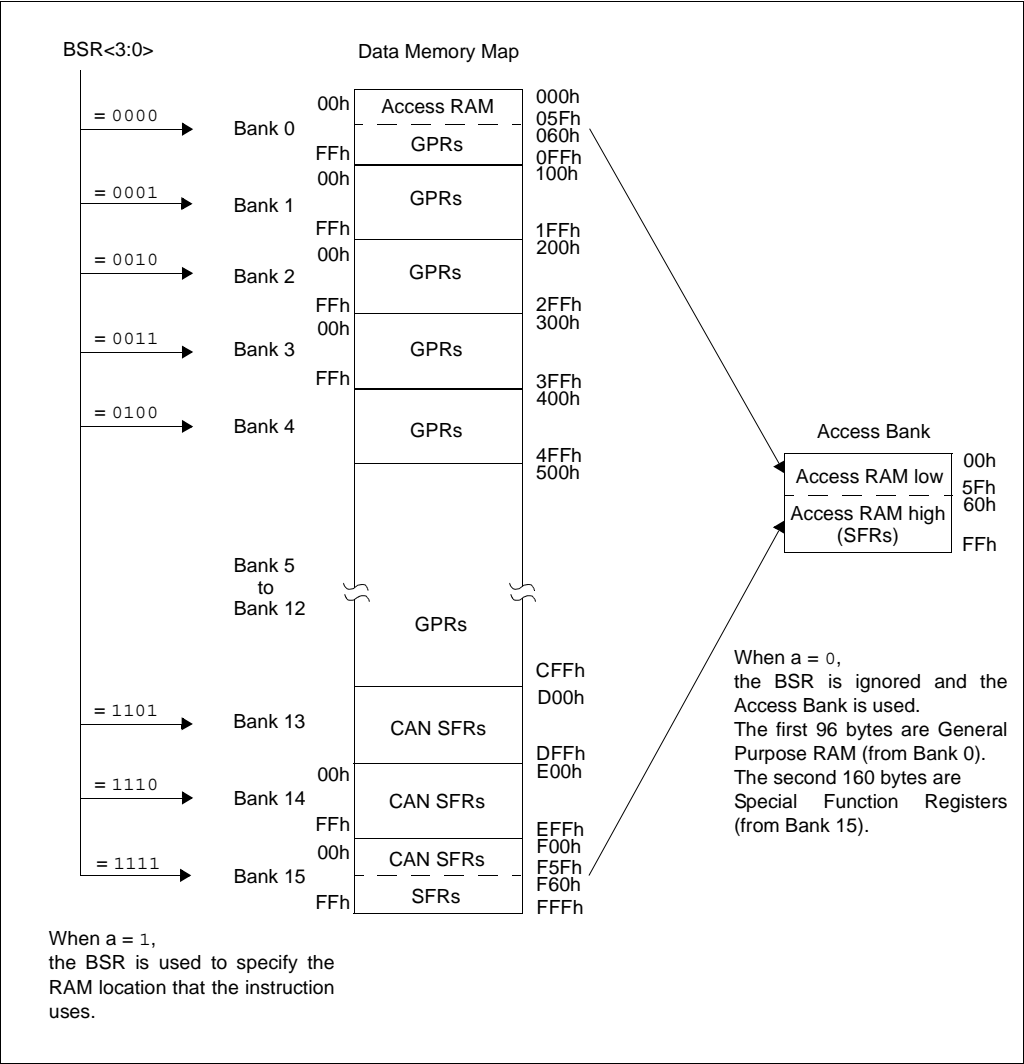 BSR<3:0>
Data Memory Map
= 0000
Bank 0
00h
Access RAM
000h
05Fh
060h
GPRs
FFh
0FFh
= 0001
Bank 1
00h
GPRs
100h
FFh
1FFh
= 0010
Bank 2
00h
GPRs
200h
FFh
2FFh
= 0011
Bank 3
00h
GPRs
300h
FFh
3FFh
= 0100
Bank 4
GPRs
400h
4FFh
500h
Bank 5
to
Bank 12
GPRs
CFFh
= 1101
Bank 13
CAN SFRs
D00h
DFFh
= 1110
Bank 14
00h
CAN SFRs
E00h
FFh
EFFh
= 1111
Bank 15
00h
CAN SFRs
F00h
F5Fh
F60h
SFRs
FFh
FFFh
Access Bank
Access RAM low
00h
5Fh
60h
Access RAM high
(SFRs)
FFh
When a = 0,
the BSR is ignored and the
Access Bank is used.
The first 96 bytes are General
Purpose RAM (from Bank 0).
The second 160 bytes are
Special Function Registers
(from Bank 15).
When a = 1,
the BSR is used to specify the
RAM location that the instruction
uses.